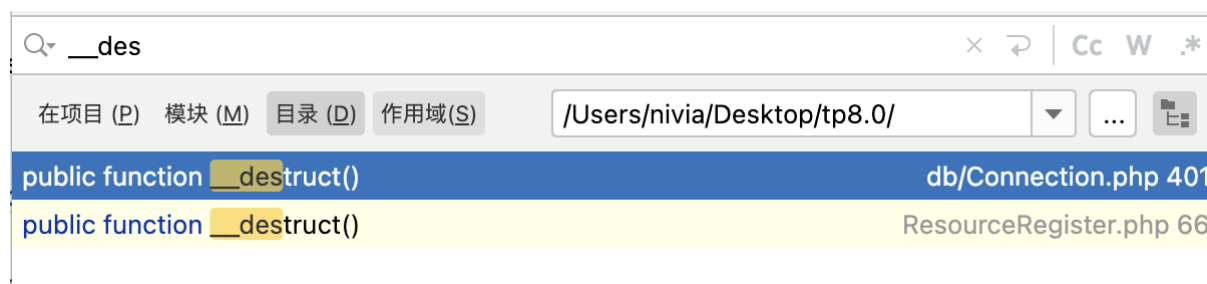 __des × Cc W .*
在项目 (P) 模块 (M) 目录 (D) 作用域(S) /Users/nivia/Desktop/tp8.0/ ...
public function __destruct() db/Connection.php 401
public function __destruct() ResourceRegister.php 66